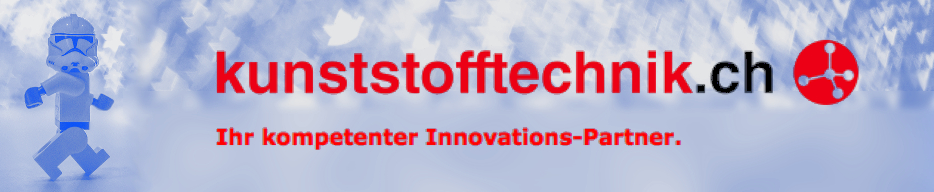 kunststofftechnik.ch
Ihr kompetenter Innovations-Partner.